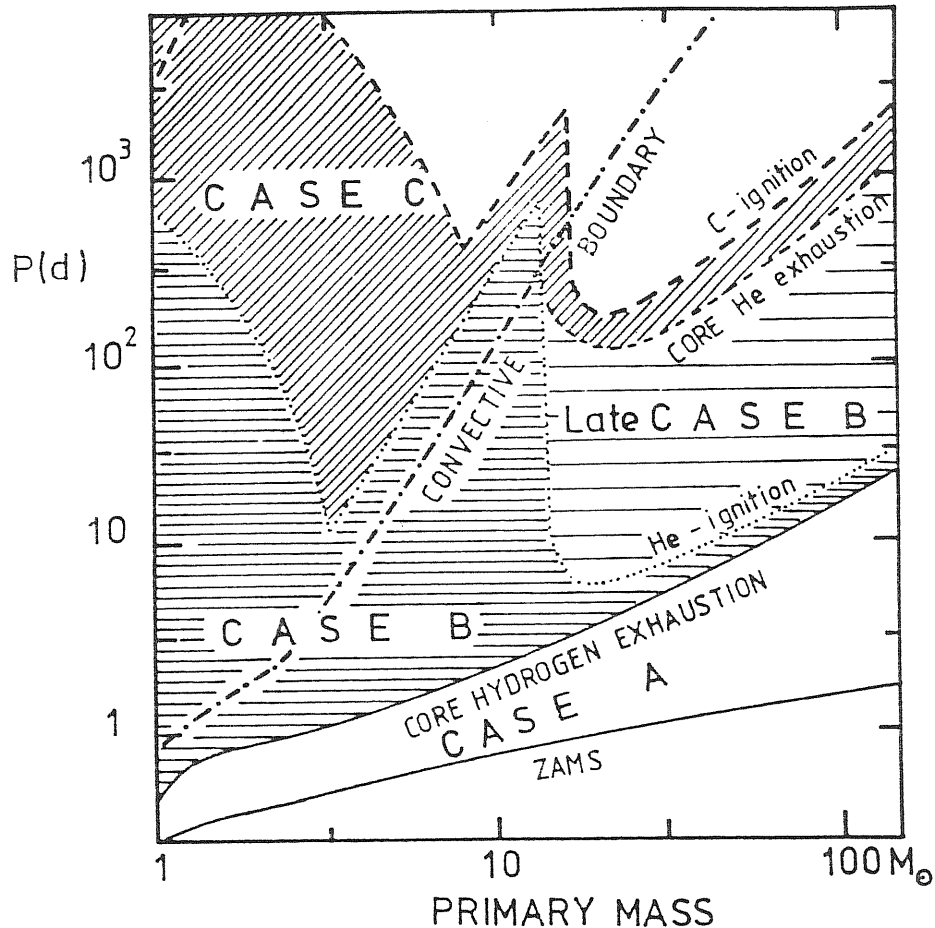 10³
CASE C
BOUNDARY
C-ignition
P(d)
CORE He exhaustion
10²
CONVECTIVE
Late CASE B
10
He-ignition
CASE B
CORE HYDROGEN EXHAUSTION
CASE A
1
ZAMS
1
10
100 M⊙
PRIMARY MASS